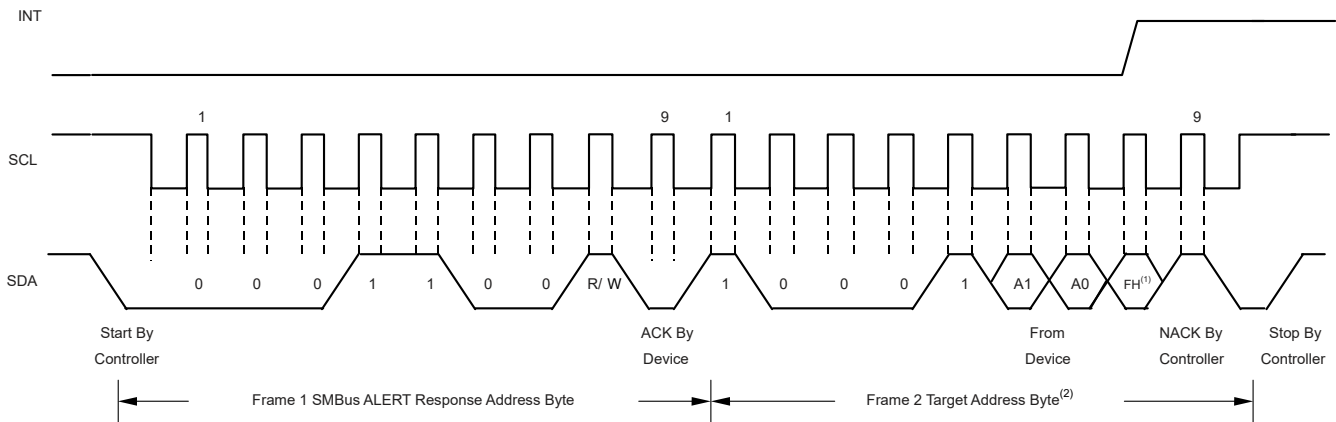 INT
1 9 1 9
SCL
SDA
0 0 0 1 1 0 0 R/ W 1 0 0 0 1 A1 A0 FH(1)
Start By
Controller
ACK By
Device
From
Device
NACK By
Controller
Stop By
Controller
Frame 1 SMBus ALERT Response Address Byte
Frame 2 Target Address Byte(2)